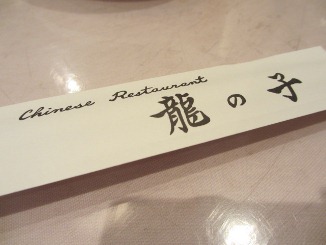 Chinese Restaurant
龍の子